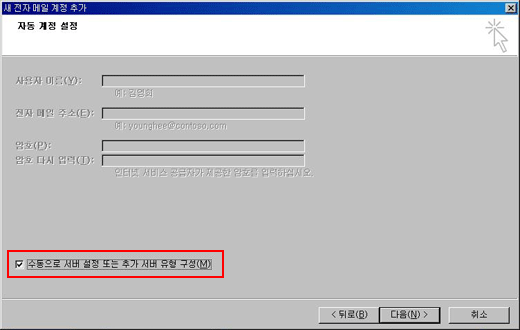 새 전자 메일 계정 추가
자동 계정 설정
사용자 이름(Y):
예: 김영희
전자 메일 주소(E):
예: younghee@contoso.com
암호(P):
암호 다시 입력(T):
인터넷 서비스 공급자가 제공한 암호를 입력하십시오.
수동으로 서버 설정 또는 추가 서버 유형 구성(M)
< 뒤로(B) 다음(N) > 취소